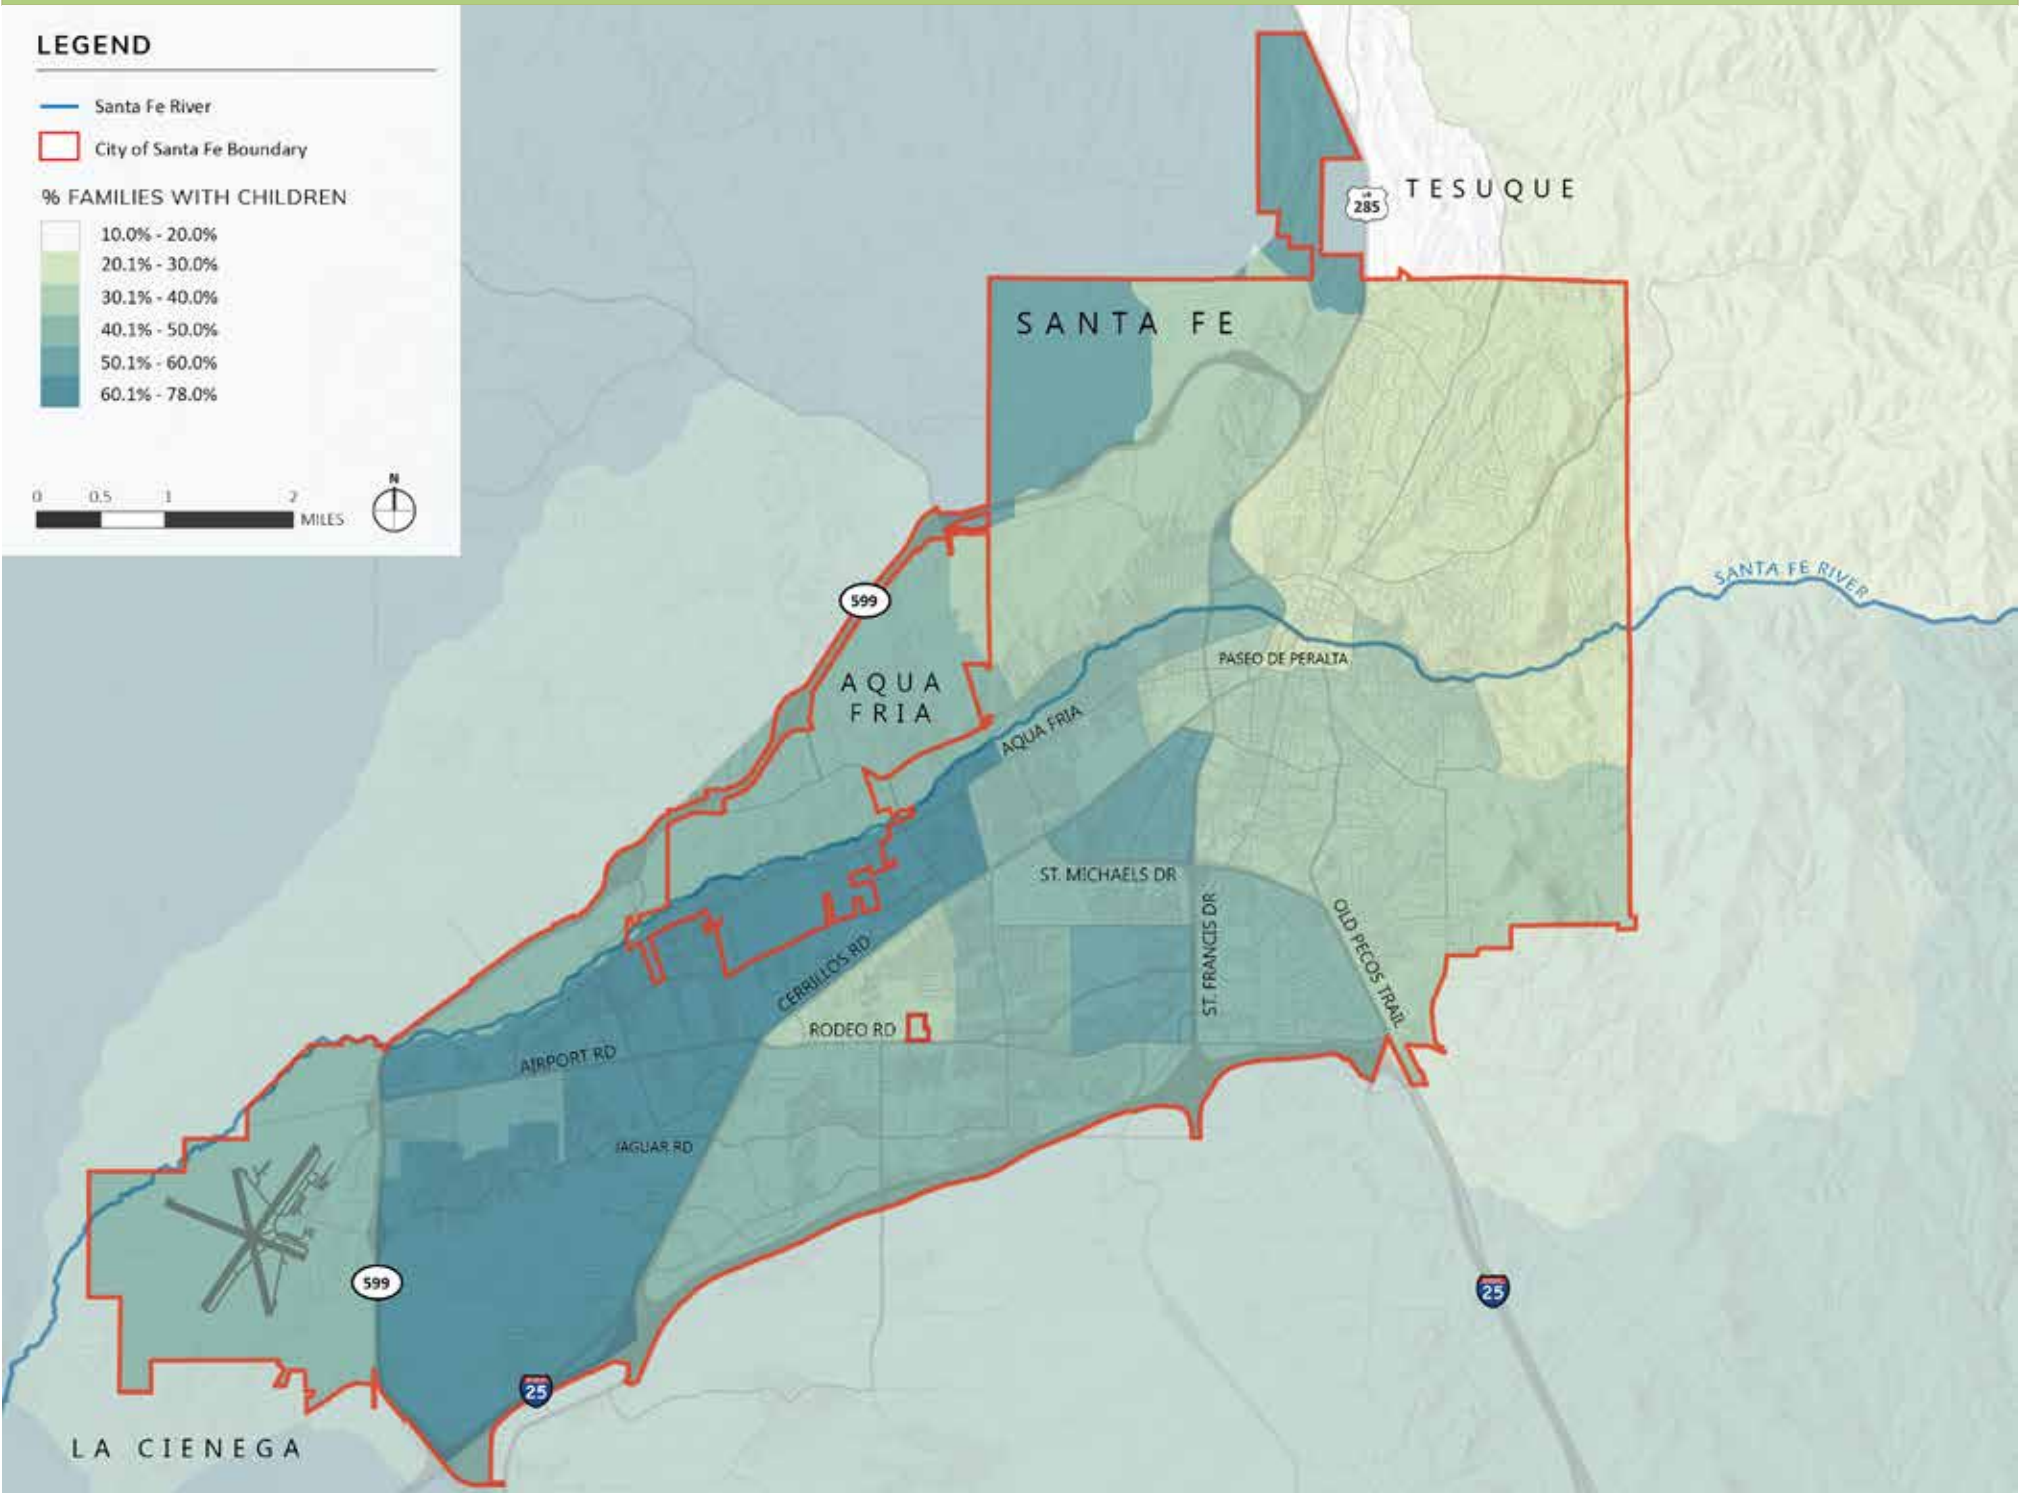 LEGEND
Santa Fe River
City of Santa Fe Boundary
% FAMILIES WITH CHILDREN
10.0% - 20.0%
20.1% - 30.0%
30.1% - 40.0%
40.1% - 50.0%
50.1% - 60.0%
60.1% - 78.0%
N
0 0.5 1 2
MILES
TESUQUE
285
SANTA FE
SANTA FE RIVER
599
PASEO DE PERALTA
AQUA
FRIA
AQUA FRIA
ST. MICHAELS DR
ST. FRANCIS DR
OLD PECOS TRAIL
CERRILLOS RD
RODEO RD
AIRPORT RD
JAGUAR RD
599
25
25
LA CIENEGA